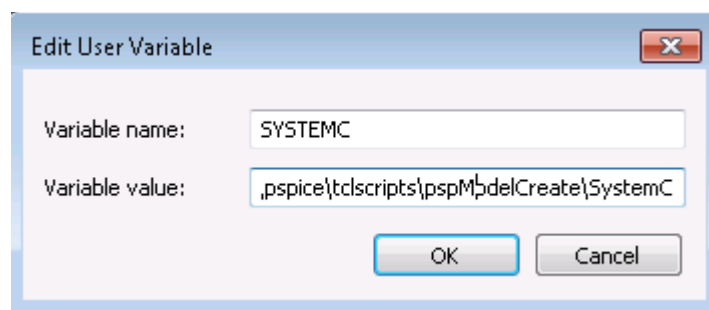 Edit User Variable
Variable name: SYSTEMC
Variable value: ,pspice\tclscripts\pspModelCreate\SystemC
OK Cancel